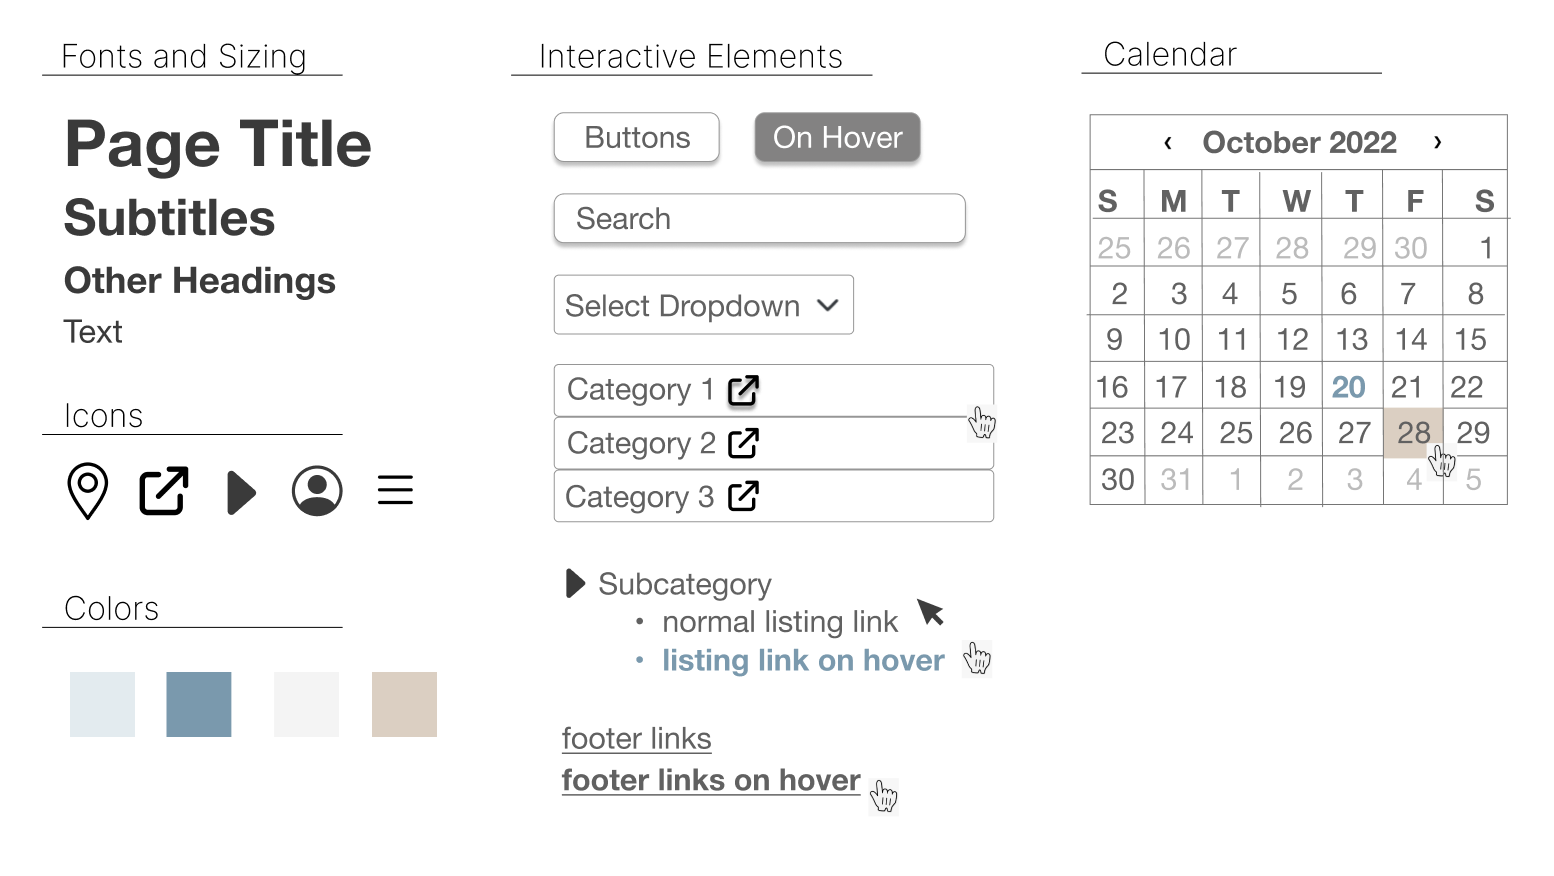 Fonts and Sizing
Page Title
Subtitles
Other Headings
Text
Icons
Colors
Interactive Elements
Buttons
On Hover
Search
Select Dropdown
Category 1
Category 2
Category 3
Subcategory
• normal listing link
• listing link on hover
footer links
footer links on hover
Calendar
‹ October 2022 ›
S M T W T F S
25 26 27 28 29 30 1
2 3 4 5 6 7 8
9 10 11 12 13 14 15
16 17 18 19 20 21 22
23 24 25 26 27 28 29
30 31 1 2 3 4 5